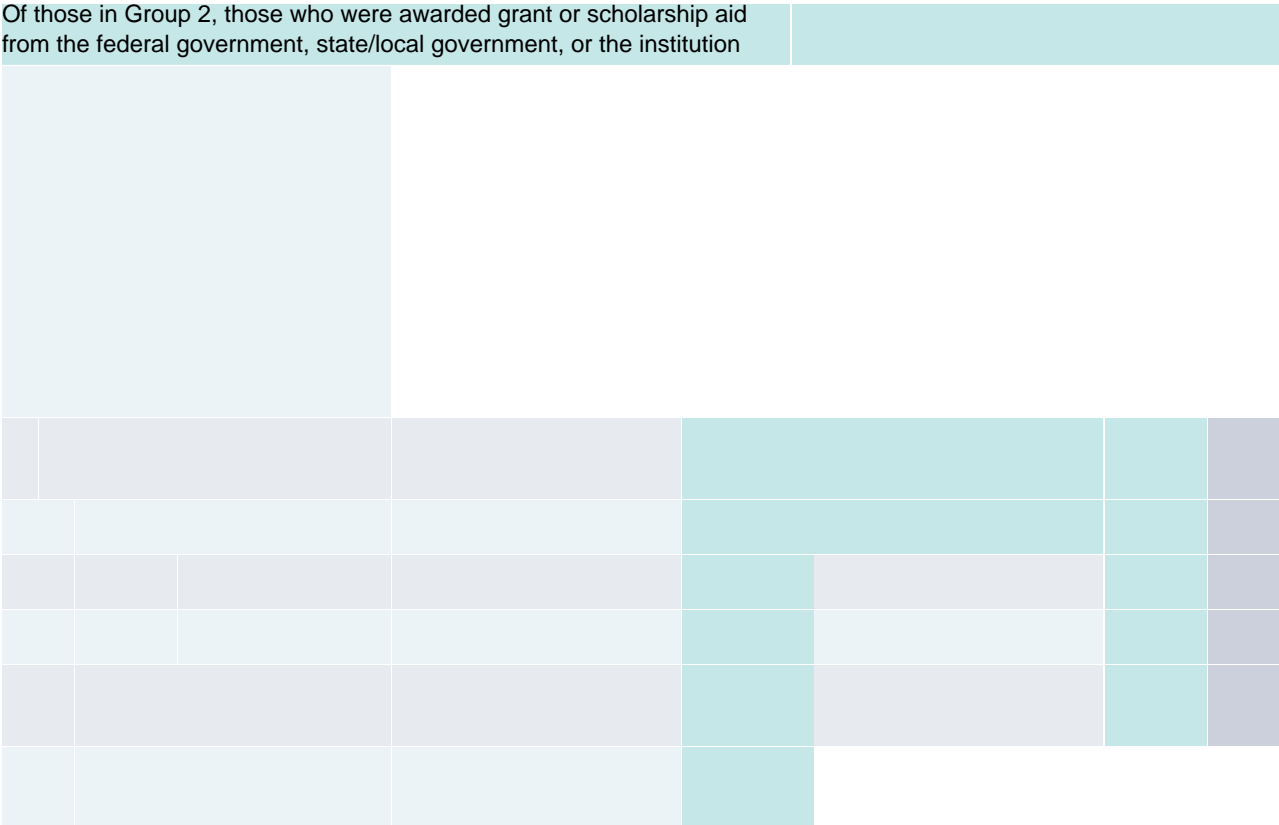 Of those in Group 2, those who were awarded grant or scholarship aid
from the federal government, state/local government, or the institution